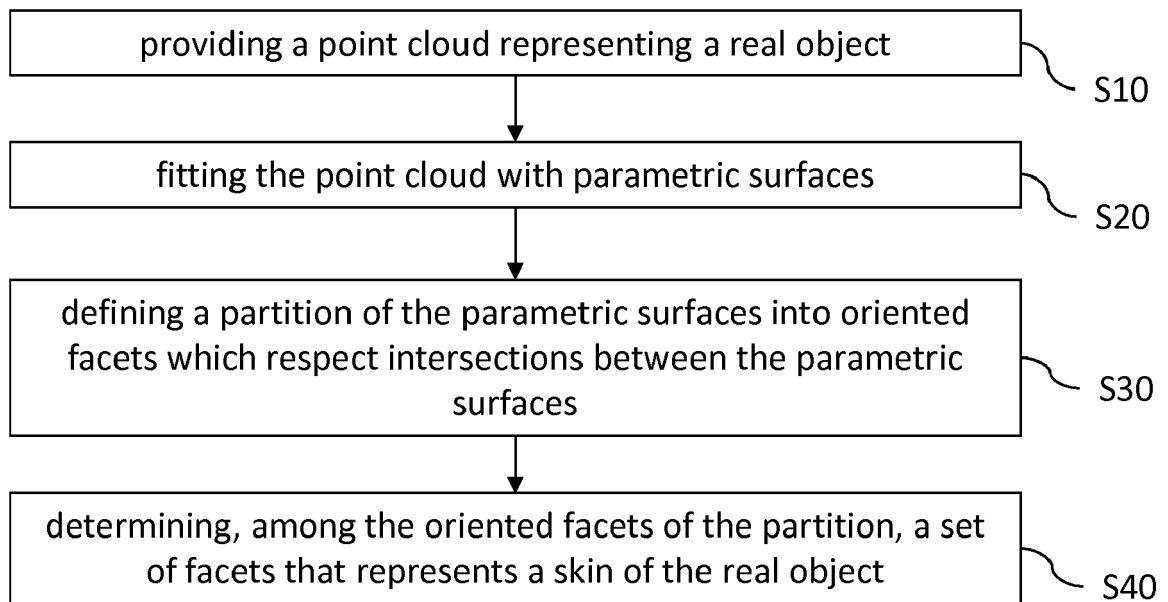 providing a point cloud representing a real object
S10
fitting the point cloud with parametric surfaces
S20
defining a partition of the parametric surfaces into oriented
facets which respect intersections between the parametric
surfaces
S30
determining, among the oriented facets of the partition, a set
of facets that represents a skin of the real object
S40